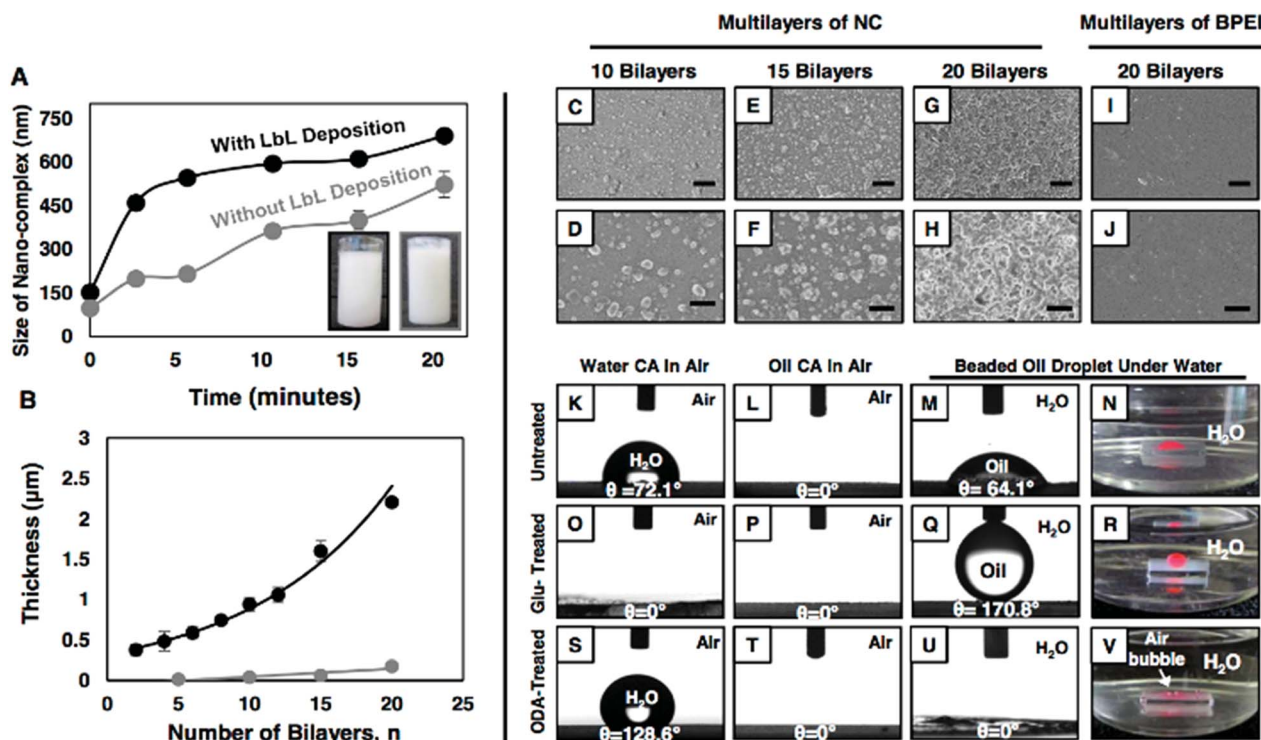 Multilayers of NC
Multilayers of BPEI
10 Bilayers
15 Bilayers
20 Bilayers
20 Bilayers
A
Size of Nano-complex (nm)
750
600
450
300
150
0
With LbL Deposition
Without LbL Deposition
0 5 10 15 20
Time (minutes)
C
E
G
I
D
F
H
J
B
Thickness (µm)
3
2.5
2
1.5
1
0.5
0
0 5 10 15 20 25
Number of Bilayers, n
Water CA In Air
Oil CA In Air
Beaded Oil Droplet Under Water
Untreated
K
Air
H₂O
θ =72.1°
L
Air
θ=0°
M
H₂O
Oil
θ= 64.1°
N
H₂O
Glu- Treated
O
Air
θ=0°
P
Air
θ=0°
Q
H₂O
Oil
θ= 170.8°
R
H₂O
ODA-Treated
S
Air
H₂O
θ=128.6°
T
Air
θ=0°
U
H₂O
θ=0°
V
Air
bubble
H₂O